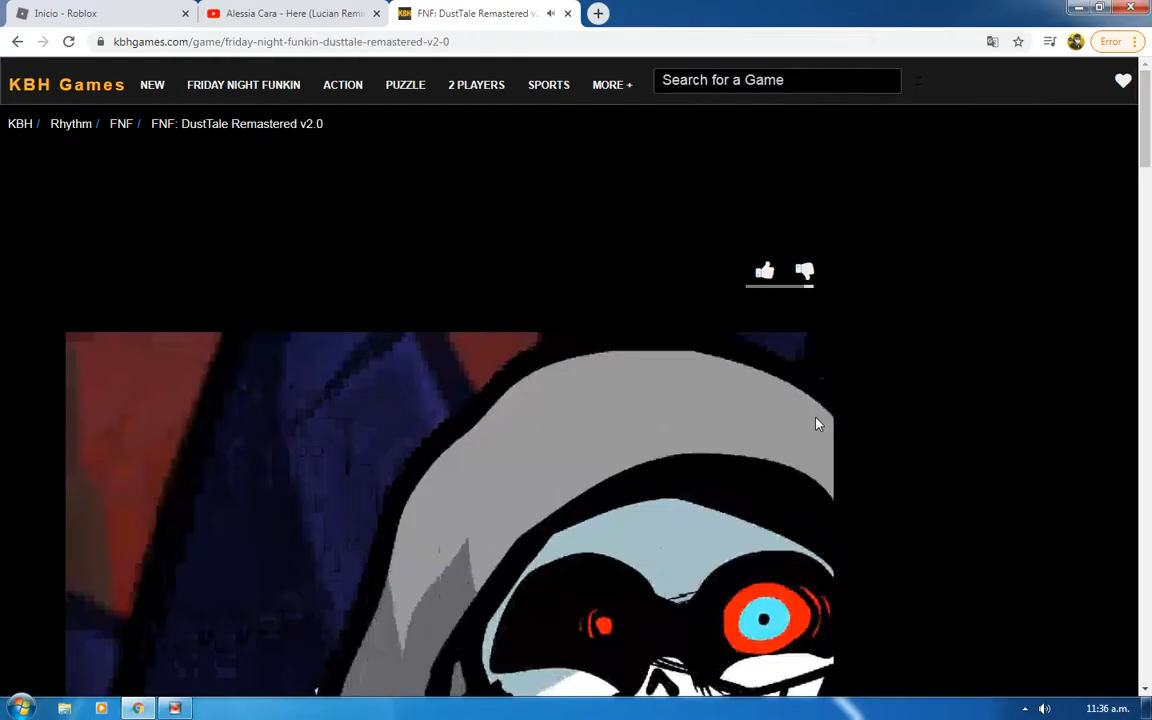 Inicio - Roblox
Alessia Cara - Here (Lucian Remi
FNF: DustTale Remastered v2
kbhgames.com/game/friday-night-funkin-dusttale-remastered-v2-0
Error
KBH Games
NEW
FRIDAY NIGHT FUNKIN
ACTION
PUZZLE
2 PLAYERS
SPORTS
MORE +
Search for a Game
KBH / Rhythm / FNF / FNF: DustTale Remastered v2.0
11:36 a.m.